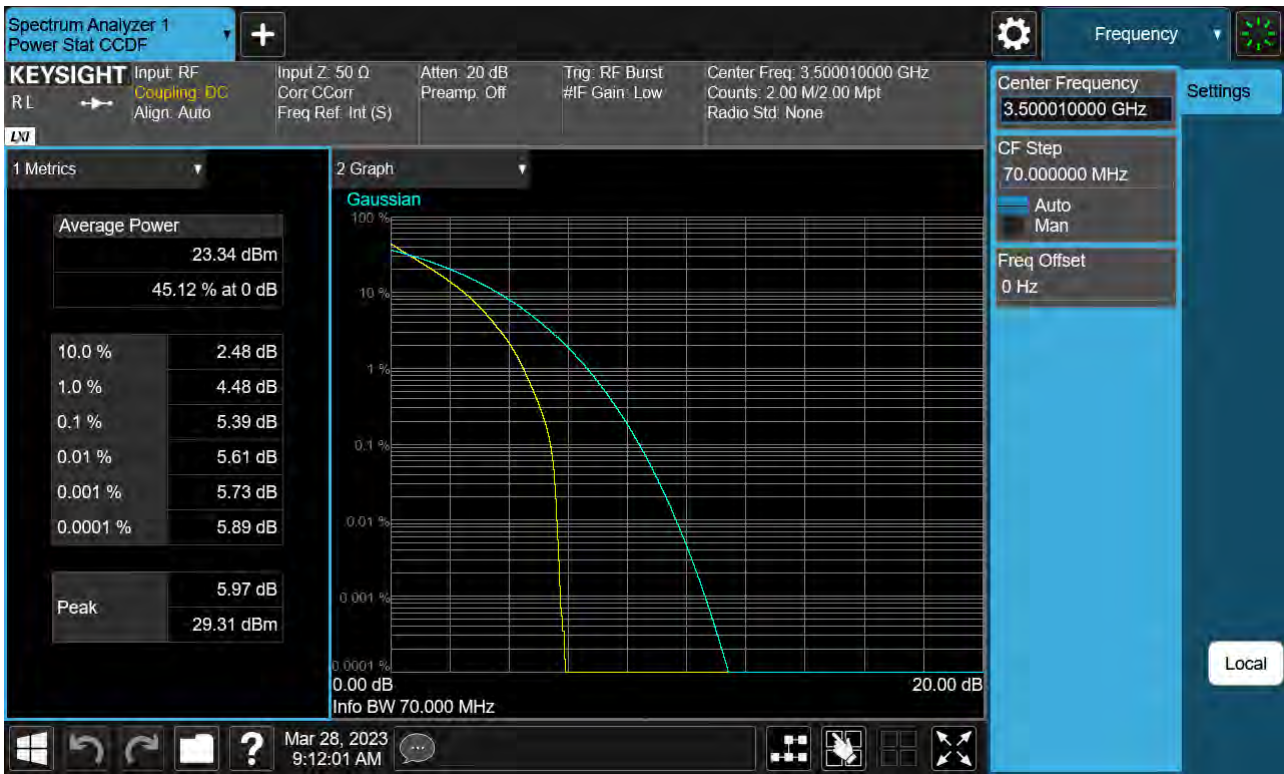 Spectrum Analyzer 1
Power Stat CCDF
+
Frequency
KEYSIGHT
R L
LXI
Input: RF
Coupling: DC
Align: Auto
Input Z: 50 Ω
Corr CCorr
Freq Ref: Int (S)
Atten: 20 dB
Preamp: Off
Trig: RF Burst
#IF Gain: Low
Center Freq: 3.500010000 GHz
Counts: 2.00 M/2.00 Mpt
Radio Std: None
Center Frequency
3.500010000 GHz
Settings
CF Step
70.000000 MHz
Auto
Man
Freq Offset
0 Hz
Local
1 Metrics
Average Power
23.34 dBm
45.12 % at 0 dB
10.0 % 2.48 dB
1.0 % 4.48 dB
0.1 % 5.39 dB
0.01 % 5.61 dB
0.001 % 5.73 dB
0.0001 % 5.89 dB
Peak 5.97 dB
29.31 dBm
2 Graph
Gaussian
100 %
10 %
1 %
0.1 %
0.01 %
0.001 %
0.0001 %
0.00 dB 20.00 dB
Info BW 70.000 MHz
?
Mar 28, 2023
9:12:01 AM